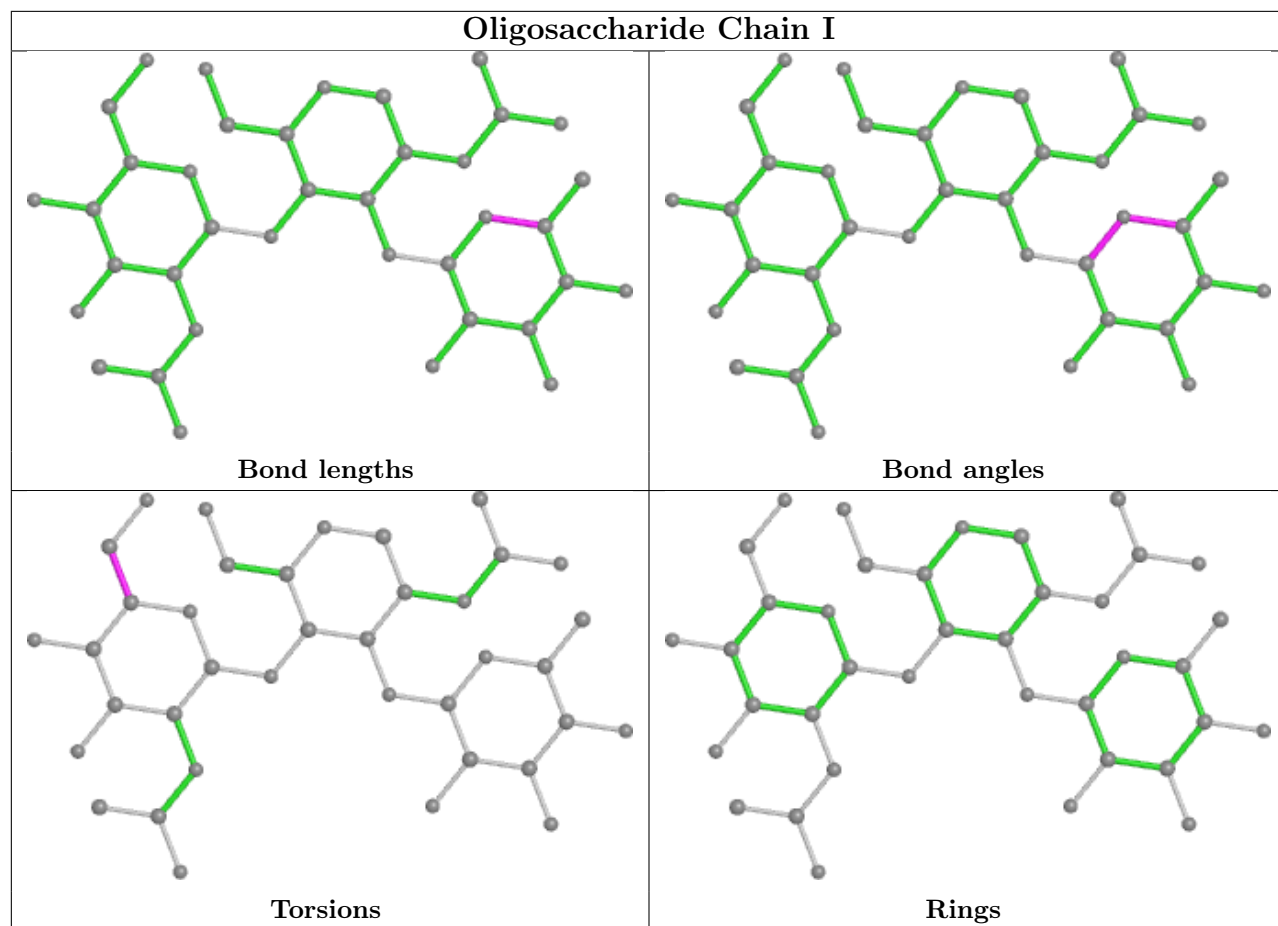 Oligosaccharide Chain I
Bond lengths
Bond angles
Torsions
Rings